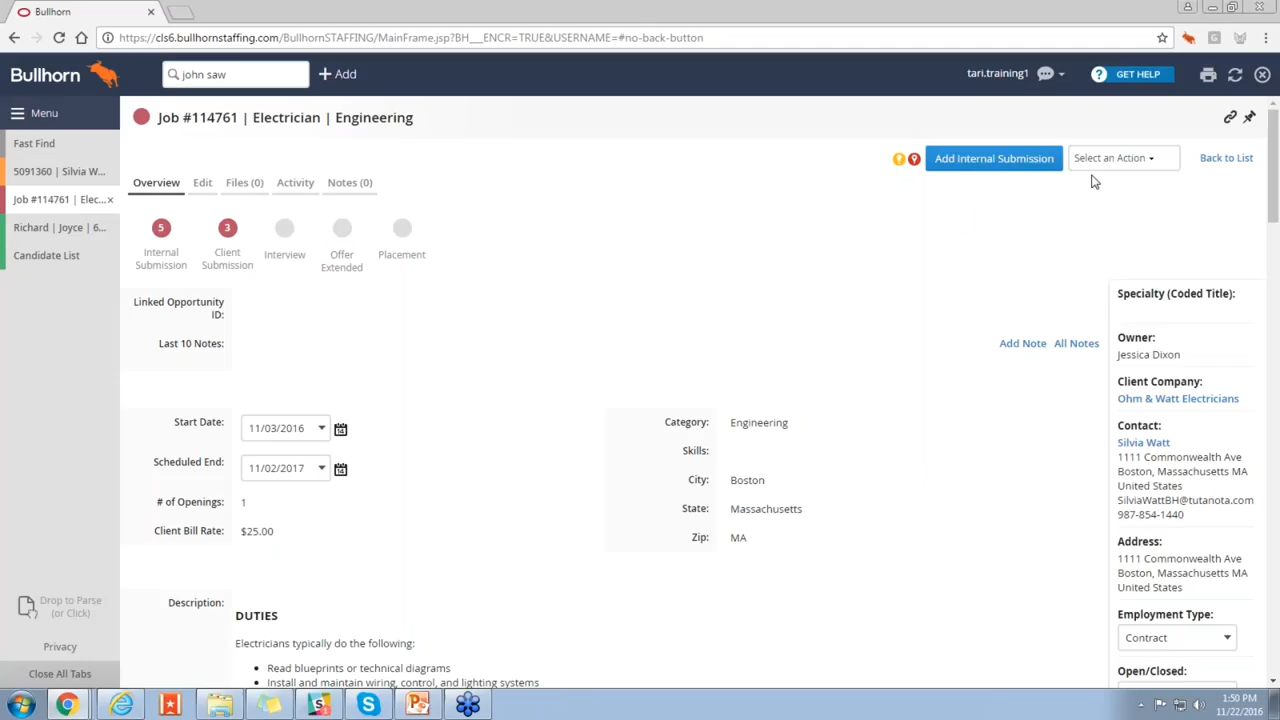 Bullhorn
https://cls6.bullhornstaffing.com/BullhornSTAFFING/MainFrame.jsp?BH___ENCR=TRUE&USERNAME=#no-back-button
Bullhorn
john saw
Add
tari.training1
? GET HELP
Menu
Job #114761 | Electrician | Engineering
Fast Find
5091360 | Silvia W...
Job #114761 | Elec...
Richard | Joyce | 6...
Candidate List
Add Internal Submission
Select an Action
Back to List
Overview
Edit
Files (0)
Activity
Notes (0)
5
3
Internal
Submission
Client
Submission
Interview
Offer
Extended
Placement
Linked Opportunity
ID:
Last 10 Notes:
Add Note
All Notes
Start Date:
11/03/2016
Scheduled End:
11/02/2017
# of Openings:
1
Client Bill Rate:
$25.00
Category:
Engineering
Skills:
City:
Boston
State:
Massachusetts
Zip:
MA
Description:
DUTIES
Electricians typically do the following:
• Read blueprints or technical diagrams
• Install and maintain wiring, control, and lighting systems
Specialty (Coded Title):
Owner:
Jessica Dixon
Client Company:
Ohm & Watt Electricians
Contact:
Silvia Watt
1111 Commonwealth Ave
Boston, Massachusetts MA
United States
SilviaWattBH@tutanota.com
987-854-1440
Address:
1111 Commonwealth Ave
Boston, Massachusetts MA
United States
Employment Type:
Contract
Open/Closed:
Drop to Parse
(or Click)
Privacy
Close All Tabs
1:50 PM
11/22/2016